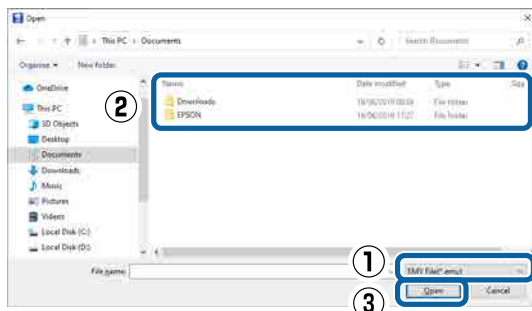 Open
This PC › Documents
Search Documents
Organise
New folder
OneDrive
This PC
3D Objects
Desktop
Documents
Downloads
Music
Pictures
Videos
Local Disk (C:)
Local Disk (D:)
②
Name
Date modified
Type
Size
Downloads
File folder
EPSON
File folder
File name:
①
EMY File(*.emy)
③
Open
Cancel